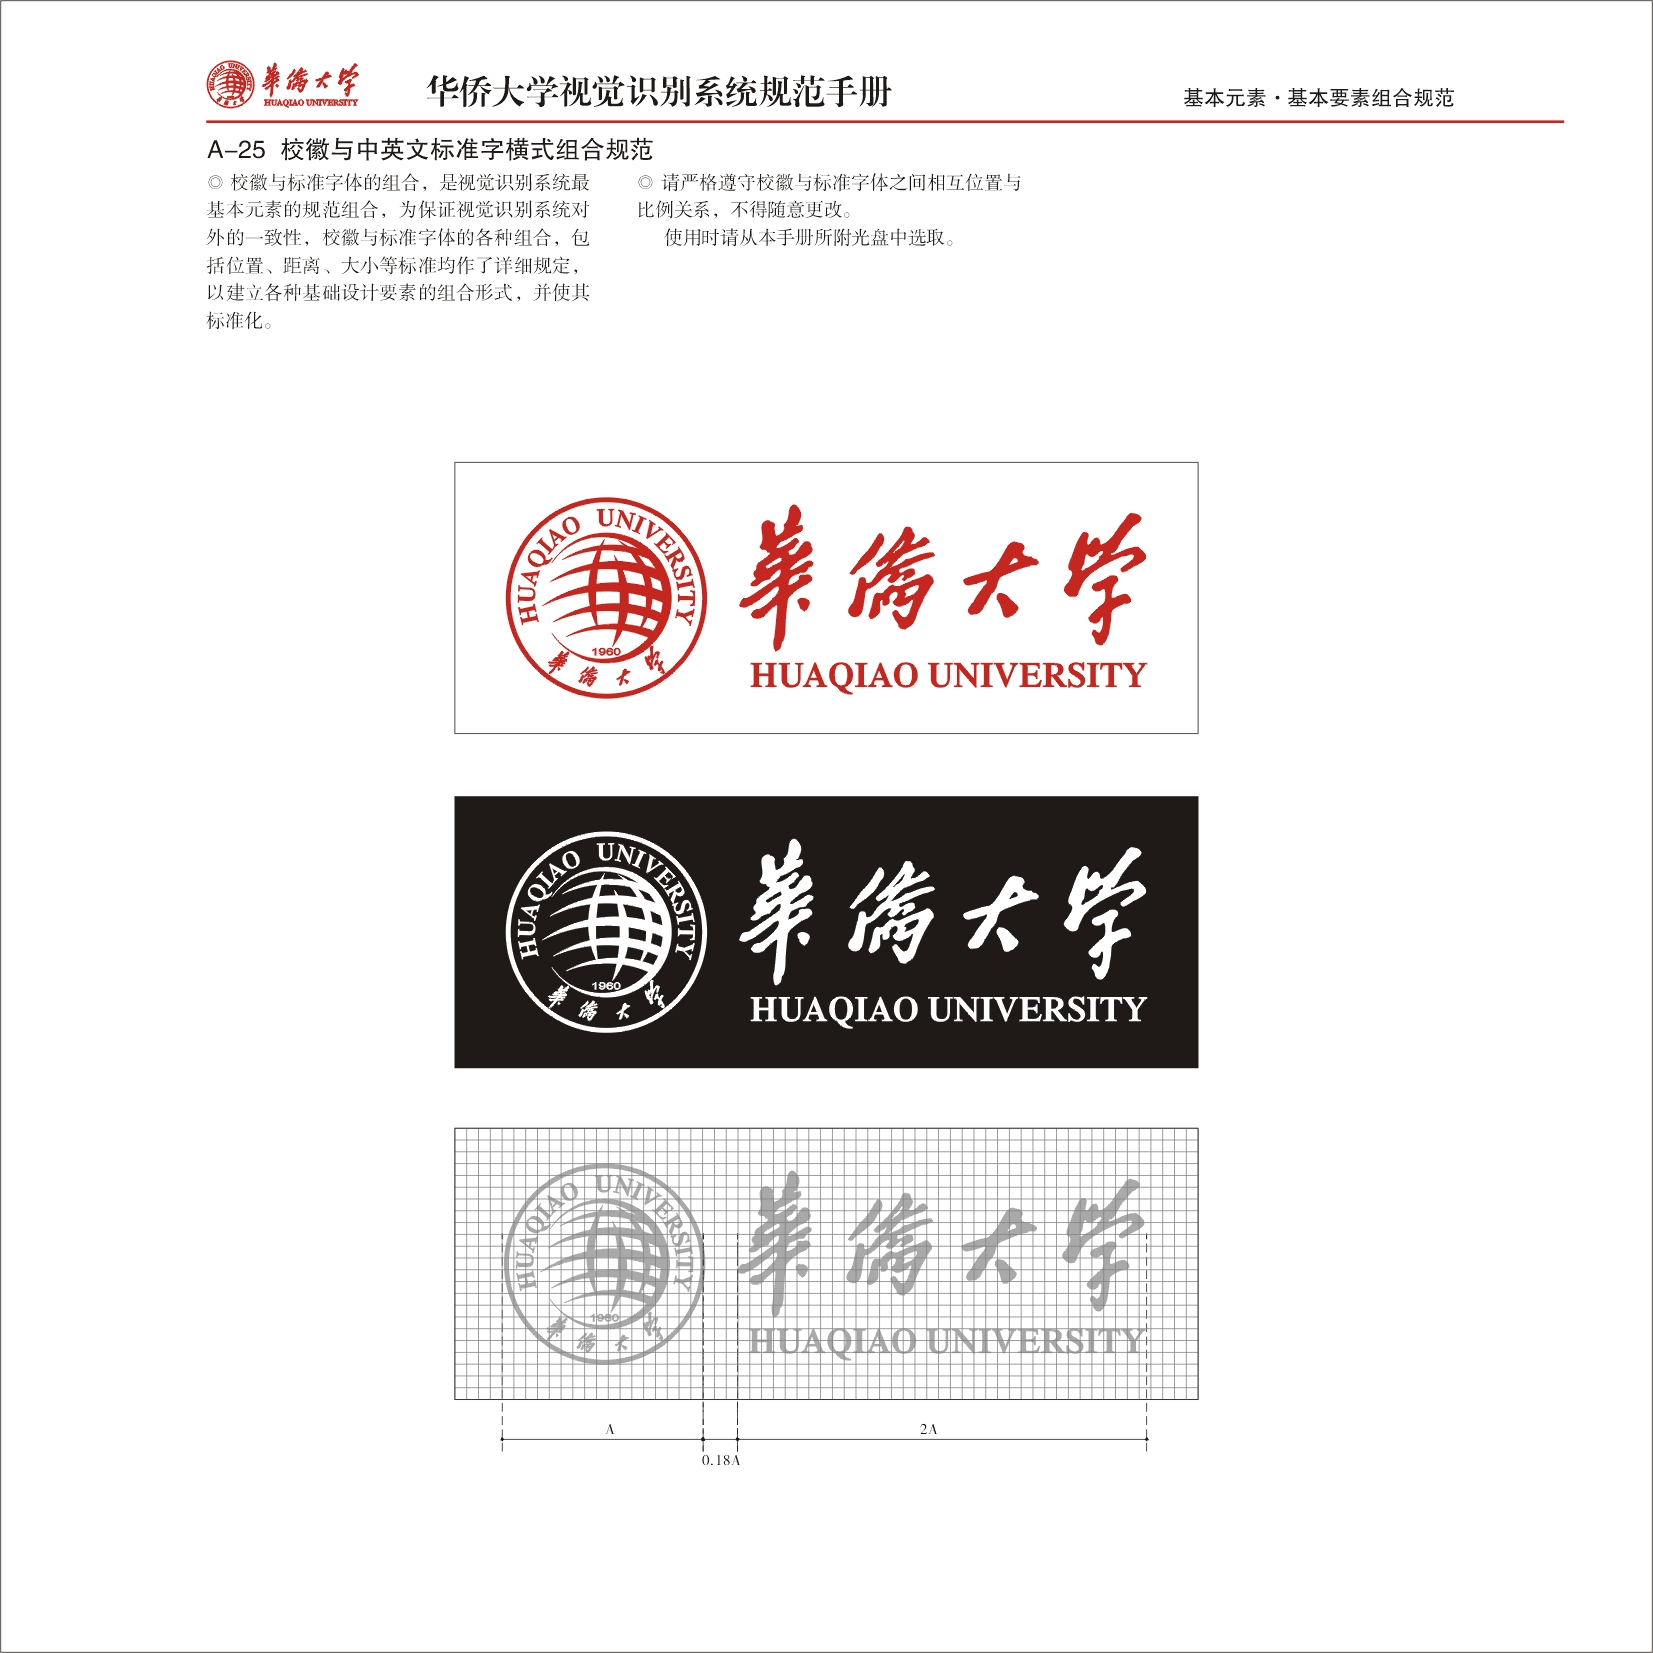 華僑大学
HUAQIAO UNIVERSITY
华侨大学视觉识别系统规范手册
基本元素·基本要素组合规范
A-25 校徽与中英文标准字横式组合规范
◎ 校徽与标准字体的组合，是视觉识别系统最
基本元素的规范组合，为保证视觉识别系统对
外的一致性，校徽与标准字体的各种组合，包
括位置、距离、大小等标准均作了详细规定，
以建立各种基础设计要素的组合形式，并使其
标准化。
◎ 请严格遵守校徽与标准字体之间相互位置与
比例关系，不得随意更改。
使用时请从本手册所附光盘中选取。
HUAQIAO UNIVERSITY
1960
華僑大学
華僑大学
HUAQIAO UNIVERSITY
HUAQIAO UNIVERSITY
1960
華僑大学
華僑大学
HUAQIAO UNIVERSITY
HUAQIAO UNIVERSITY
1960
華僑大学
華僑大学
HUAQIAO UNIVERSITY
A
0.18A
2A